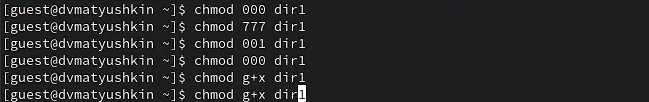 [guest@dvmatyushkin ~]$ chmod 000 dir1
[guest@dvmatyushkin ~]$ chmod 777 dir1
[guest@dvmatyushkin ~]$ chmod 001 dir1
[guest@dvmatyushkin ~]$ chmod 000 dir1
[guest@dvmatyushkin ~]$ chmod g+x dir1
[guest@dvmatyushkin ~]$ chmod g+x dir1